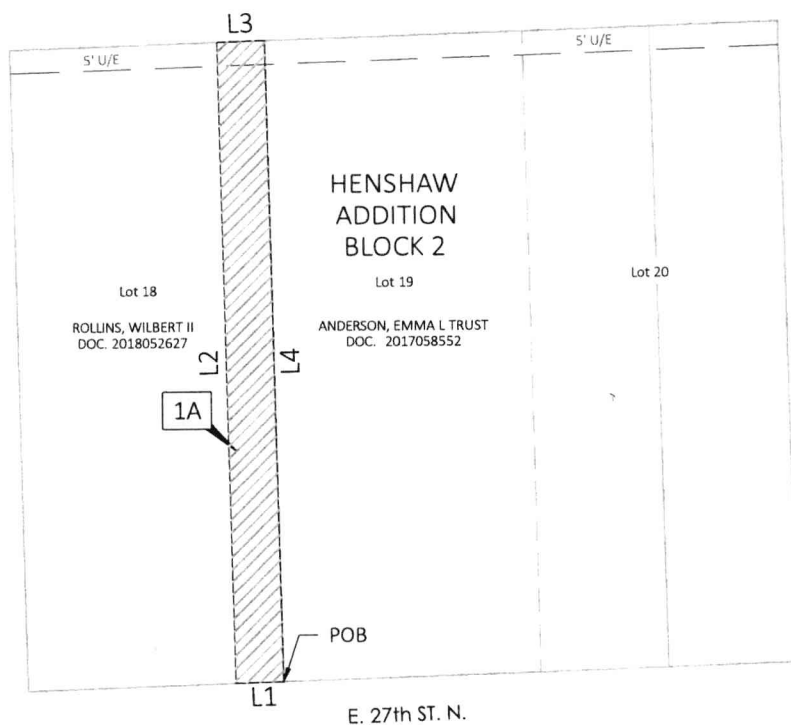 L3
5' U/E
5' U/E
HENSHAW
ADDITION
BLOCK 2
Lot 18
Lot 19
Lot 20
ROLLINS, WILBERT II
DOC. 2018052627
ANDERSON, EMMA L TRUST
DOC. 2017058552
L2
L4
1A
POB
L1
E. 27th ST. N.